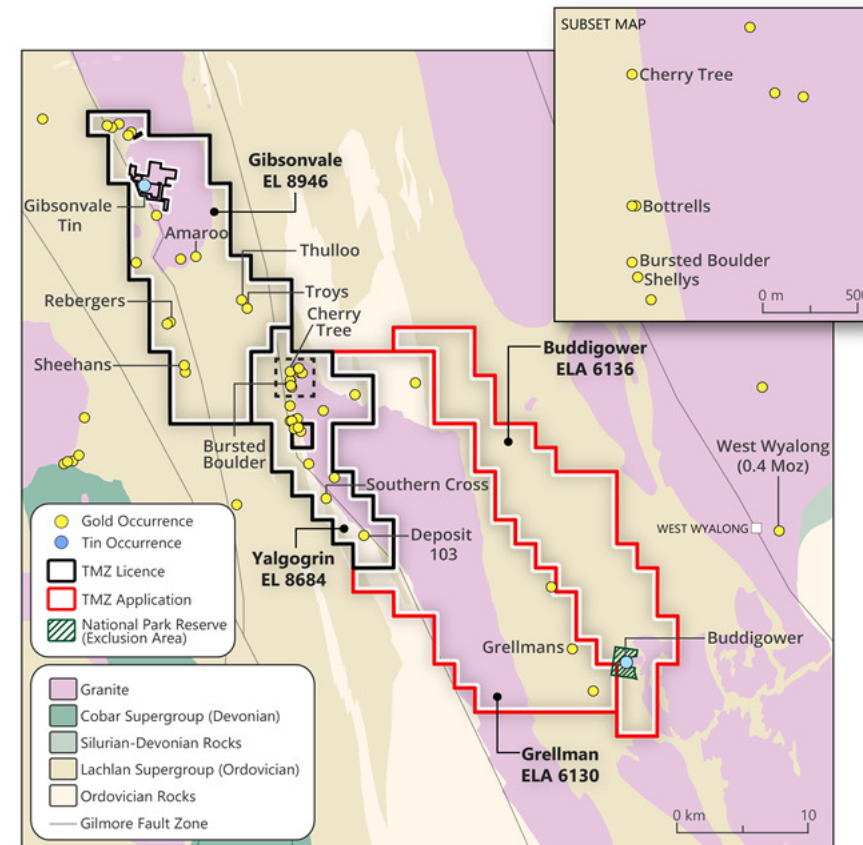 SUBSET MAP
Cherry Tree
Bottrells
Bursted Boulder
Shellys
0 m
500
Gibsonvale
EL 8946
Gibsonvale
Tin
Amaroo
Thulloo
Rebergers
Troys
Cherry
Tree
Sheehans
Buddigower
ELA 6136
Bursted
Boulder
West Wyalong
(0.4 Moz)
Southern Cross
WEST WYALONG
Deposit
103
Yalgogrin
EL 8684
Grellmans
Buddigower
Grellman
ELA 6130
0 km
10
Gold Occurrence
Tin Occurrence
TMZ Licence
TMZ Application
National Park Reserve
(Exclusion Area)
Granite
Cobar Supergroup (Devonian)
Silurian-Devonian Rocks
Lachlan Supergroup (Ordovician)
Ordovician Rocks
Gilmore Fault Zone